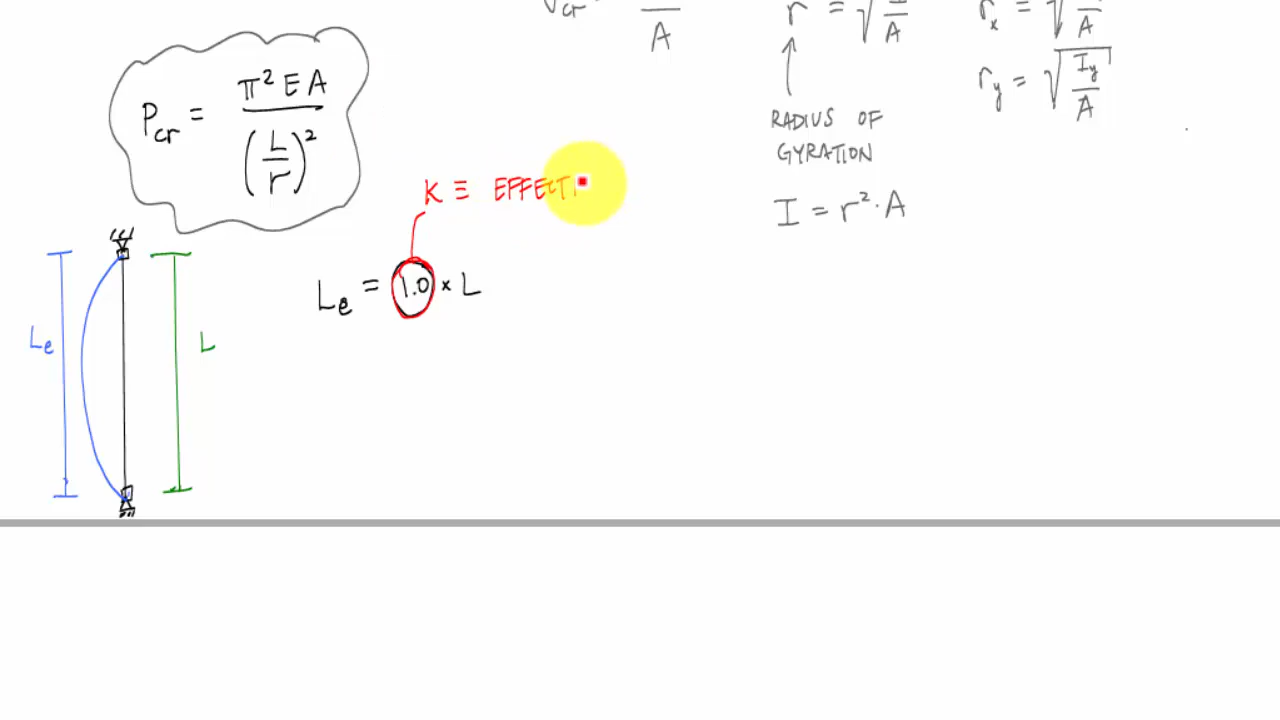 A
r = √ I / A
r_x = √ / A
r_y = √ I_y / A
P_cr = π² E A / (L / r)²
RADIUS OF
GYRATION
K ≡ EFFECT
I = r² · A
L_e = 1.0 × L
L_e
L